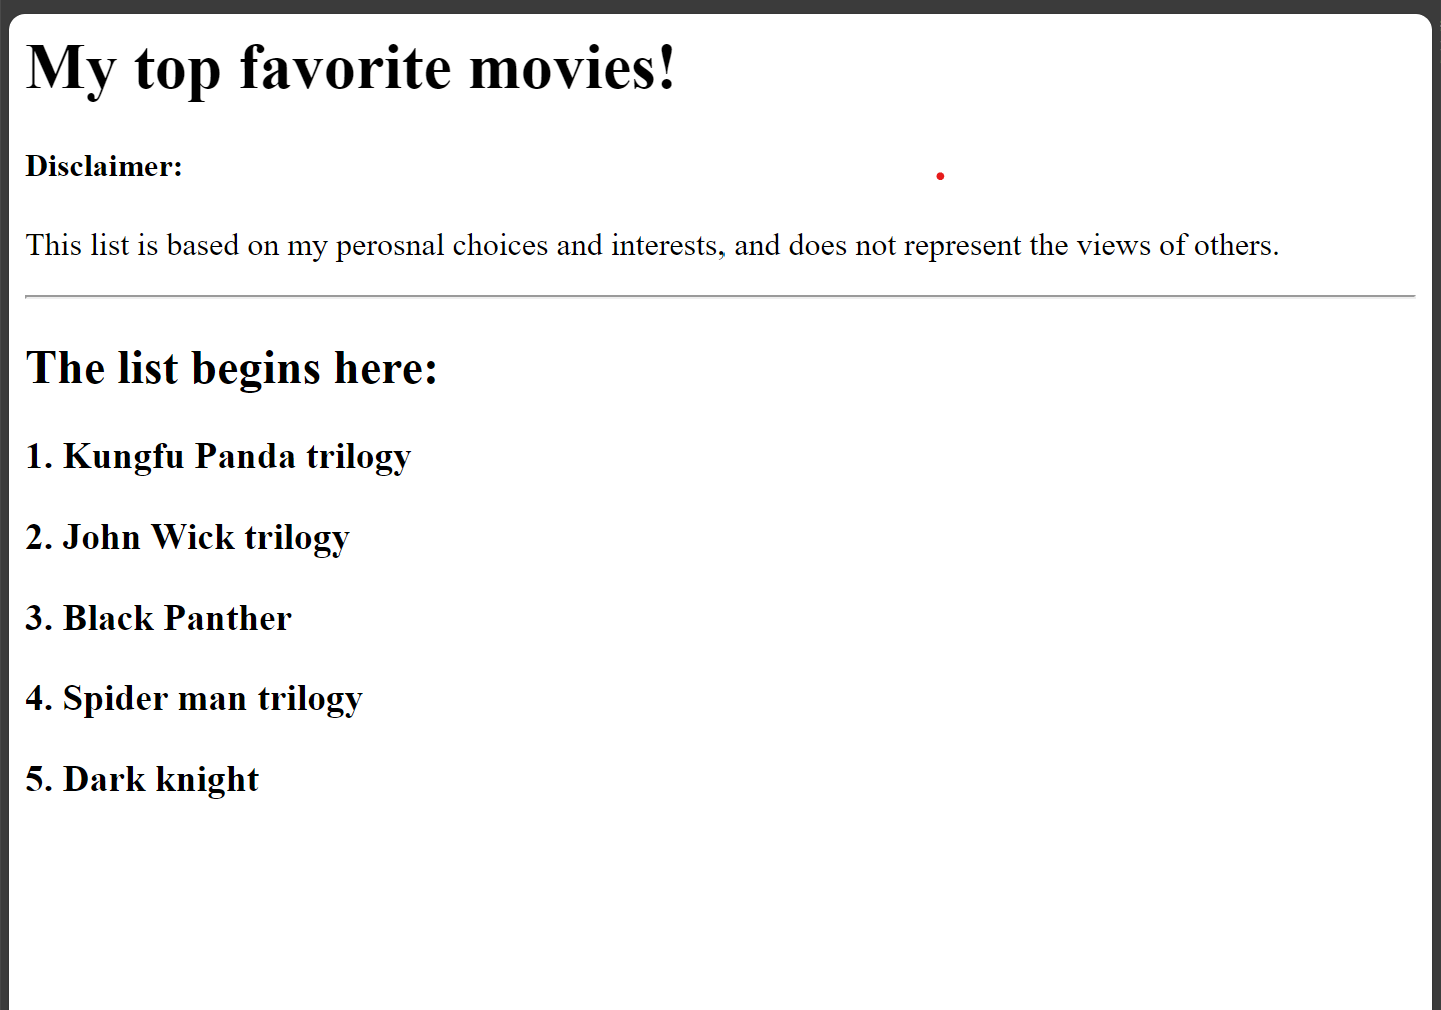 My top favorite movies!
Disclaimer:
This list is based on my perosnal choices and interests, and does not represent the views of others.
The list begins here:
1. Kungfu Panda trilogy
2. John Wick trilogy
3. Black Panther
4. Spider man trilogy
5. Dark knight